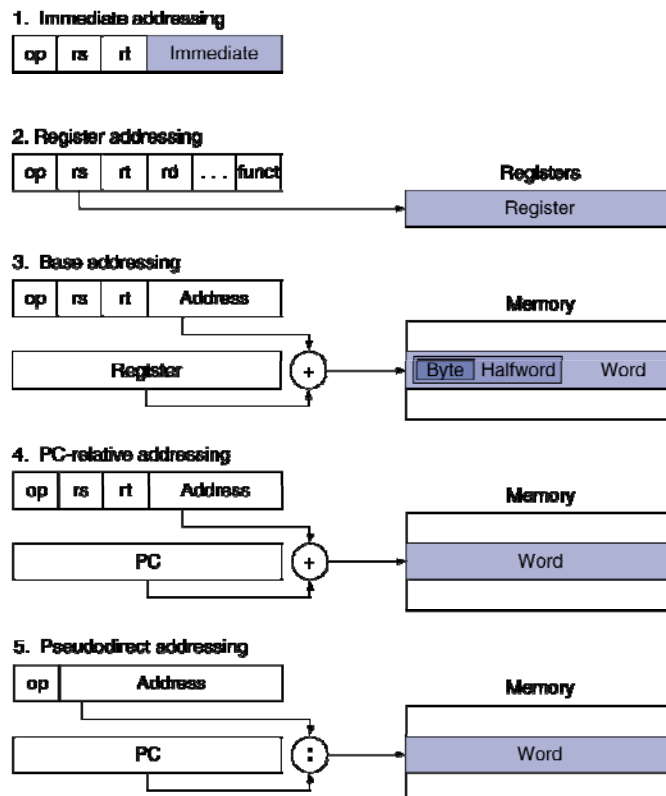 1. Immediate addressing
op rs rt Immediate
2. Register addressing
op rs rt rd ... funct
Registers
Register
3. Base addressing
op rs rt Address
Memory
Register
+
Byte Halfword Word
4. PC-relative addressing
op rs rt Address
Memory
PC
+
Word
5. Pseudodirect addressing
op Address
Memory
PC
:
Word